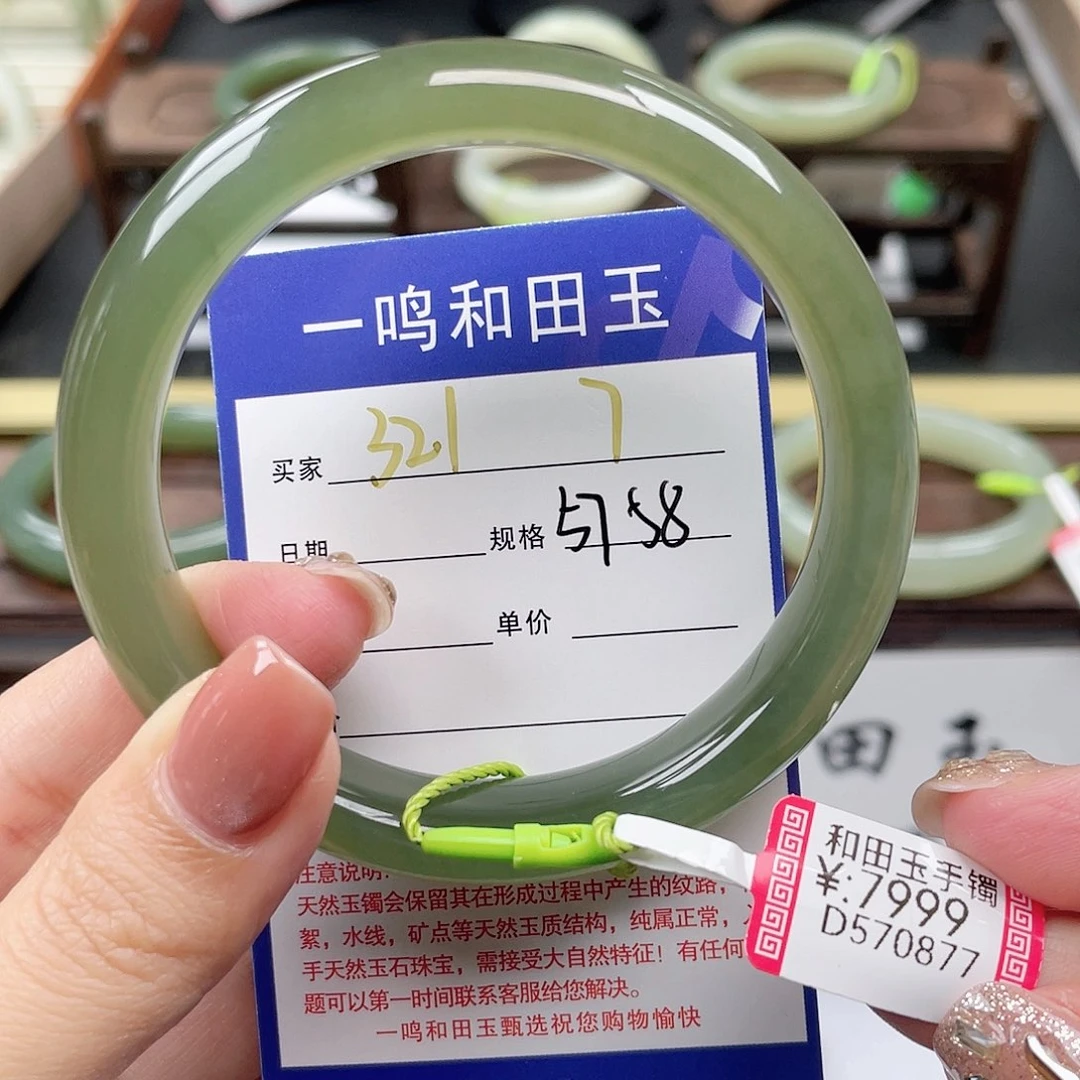 一鸣和田玉
买家 321 7
日期 规格 57 58
单价
注意说明:
天然玉镯会保留其在形成过程中产生的纹路,
絮,水线,矿点等天然玉质结构,纯属正常,
手天然玉石珠宝,需接受大自然特征!有任何
题可以第一时间联系客服给您解决。
一鸣和田玉甄选祝您购物愉快
田玉
和田玉手镯
¥:7999
D570877